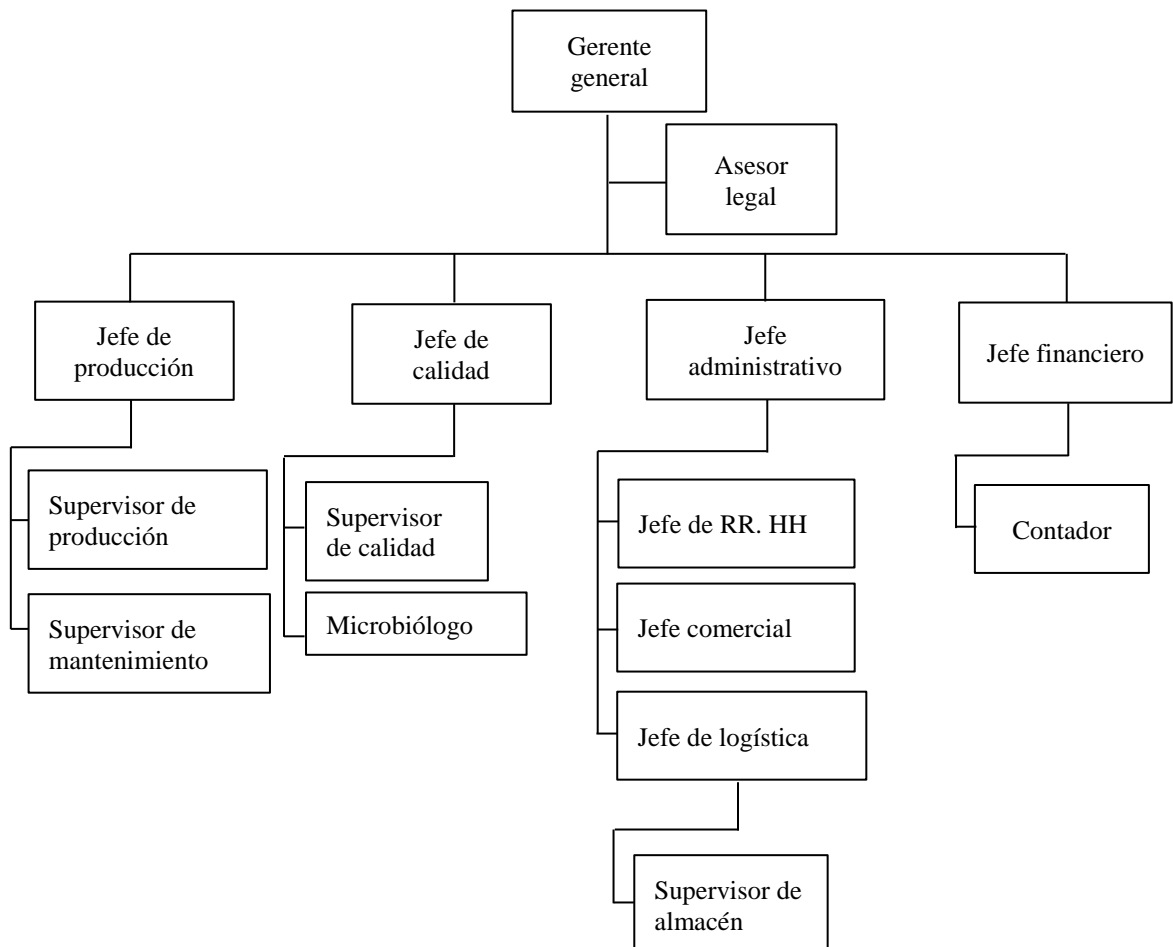 Gerente
general
Asesor
legal
Jefe de
producción
Jefe de
calidad
Jefe
administrativo
Jefe financiero
Supervisor de
producción
Supervisor de
mantenimiento
Supervisor
de calidad
Microbiólogo
Jefe de RR. HH
Jefe comercial
Jefe de logística
Supervisor de
almacén
Contador